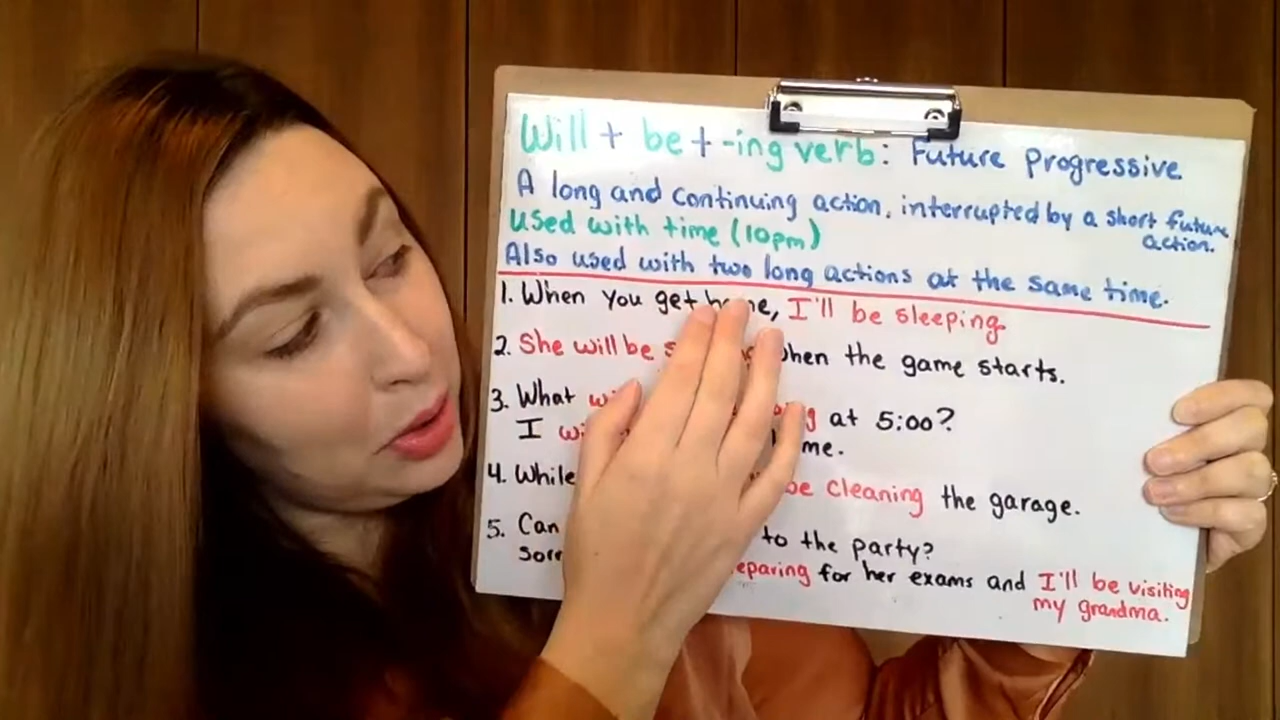 Will + be + -ing verb: Future Progressive
A long and continuing action, interrupted by a short future
action.
Used with time (10pm)
Also used with two long actions at the same time.
1. When you get home, I'll be sleeping.
2. She will be when the game starts.
3. What at 5:00?
I me.
4. While be cleaning the garage.
5. Can to the party?
for her exams and I'll be visiting
my grandma.